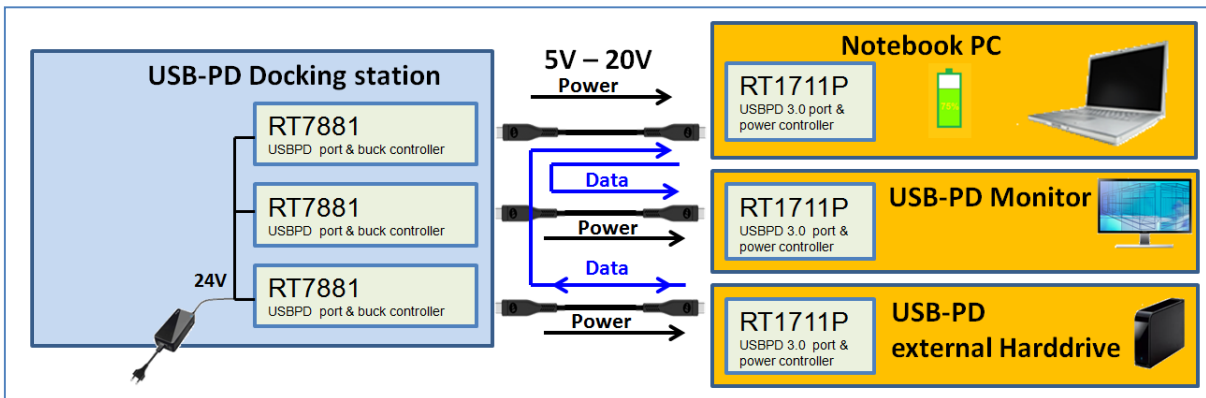 USB-PD Docking station
RT7881
USBPD port & buck controller
RT7881
USBPD port & buck controller
RT7881
USBPD port & buck controller
24V
5V – 20V
Power
Data
Power
Data
Power
Notebook PC
RT1711P
USBPD 3.0 port &
power controller
75%
RT1711P
USBPD 3.0 port &
power controller
USB-PD Monitor
RT1711P
USBPD 3.0 port &
power controller
USB-PD
external Harddrive